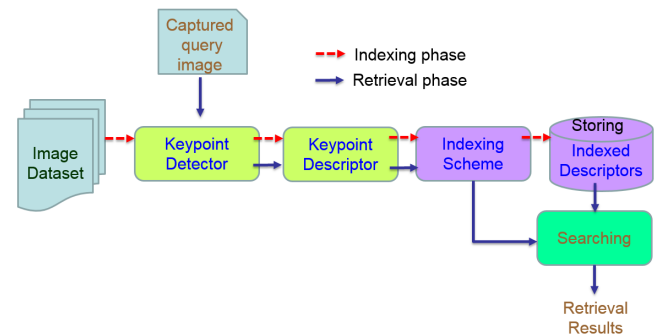 Captured
query
image
Indexing phase
Retrieval phase
Image
Dataset
Keypoint
Detector
Keypoint
Descriptor
Indexing
Scheme
Storing
Indexed
Descriptors
Searching
Retrieval
Results